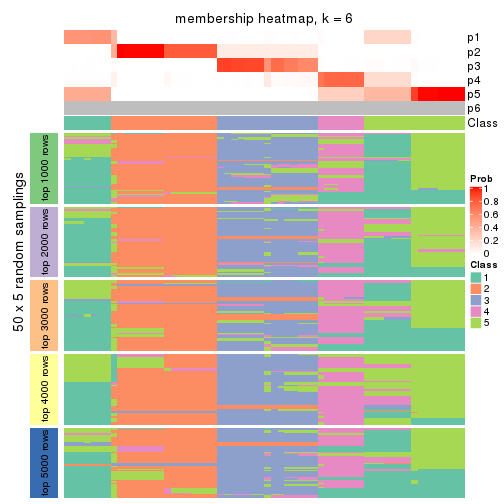 membership heatmap, k = 6
p1
p2
p3
p4
p5
p6
Class
50 x 5 random samplings
top 1000 rows
top 2000 rows
top 3000 rows
top 4000 rows
top 5000 rows
Prob
1
0.8
0.6
0.4
0.2
0
Class
1
2
3
4
5